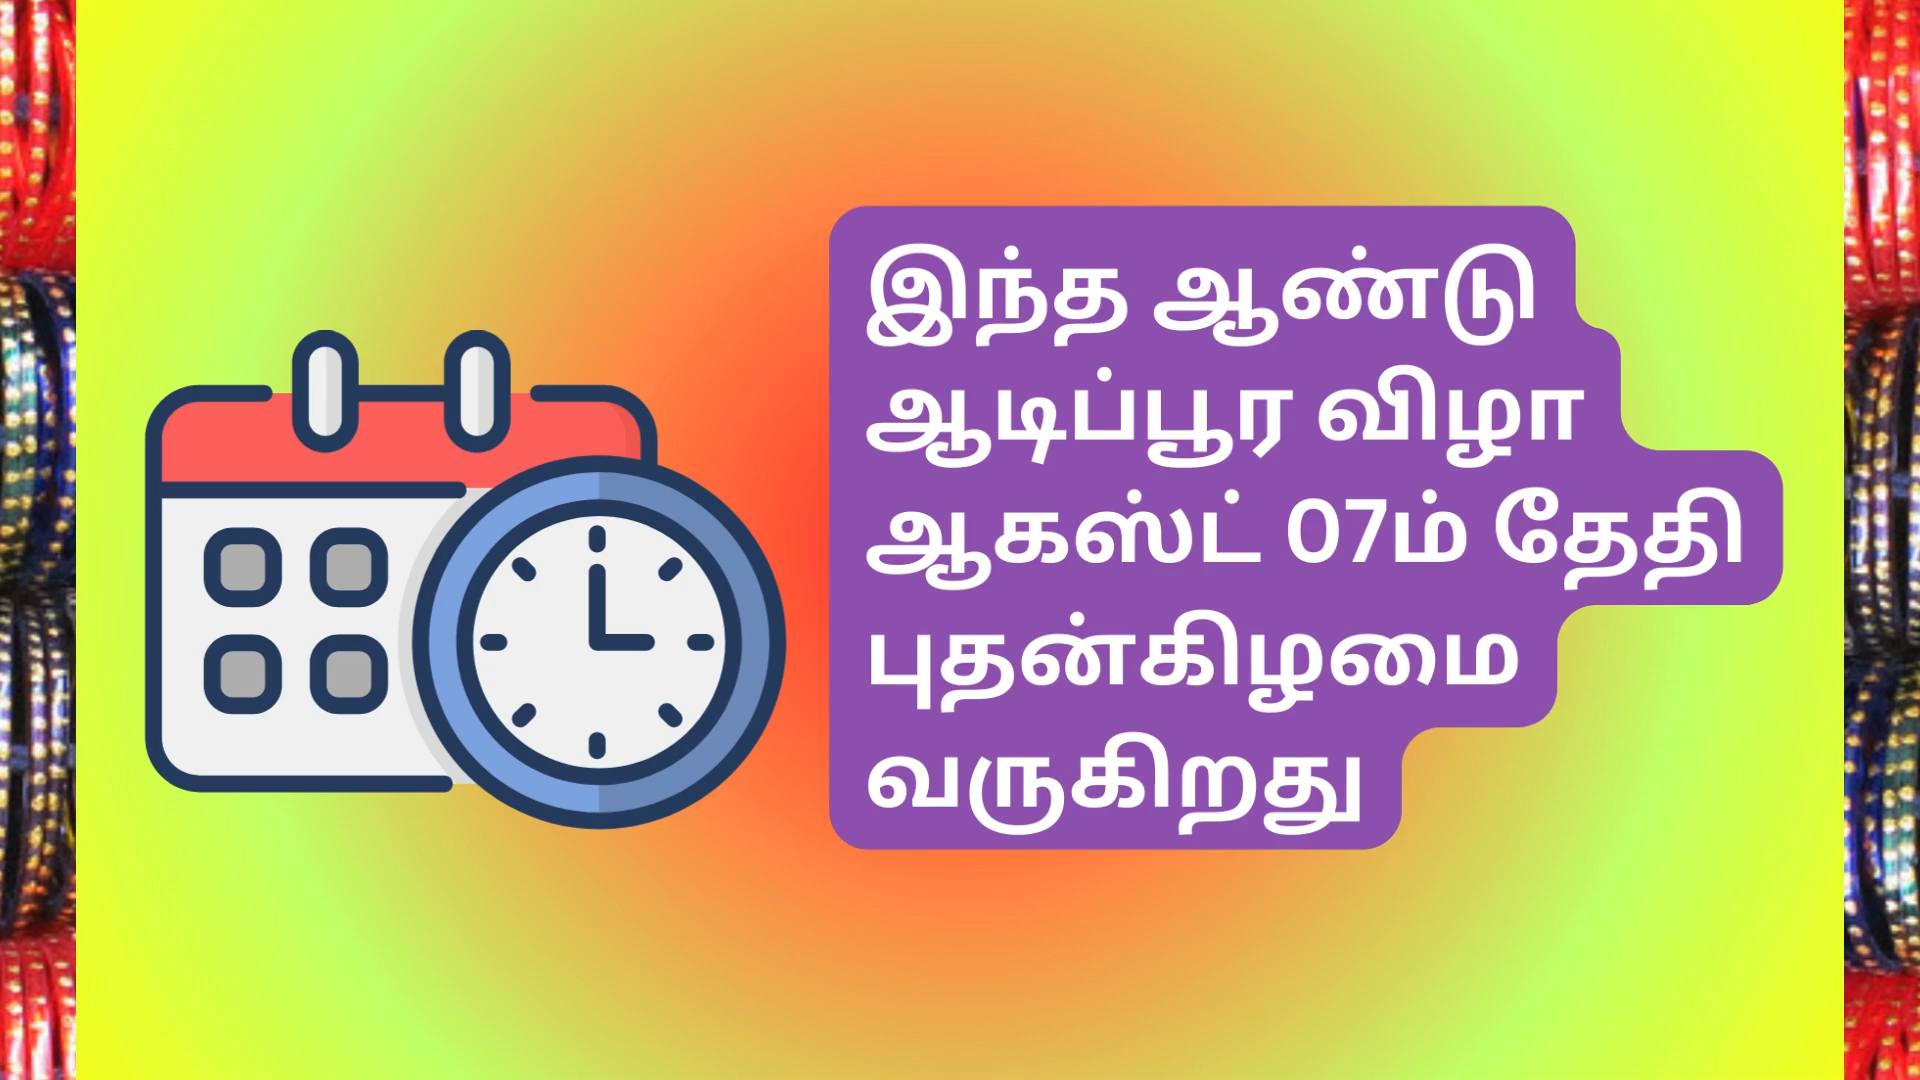 இந்த ஆண்டு
ஆடிப்பூர விழா
ஆகஸ்ட் 07ம் தேதி
புதன்கிழமை
வருகிறது